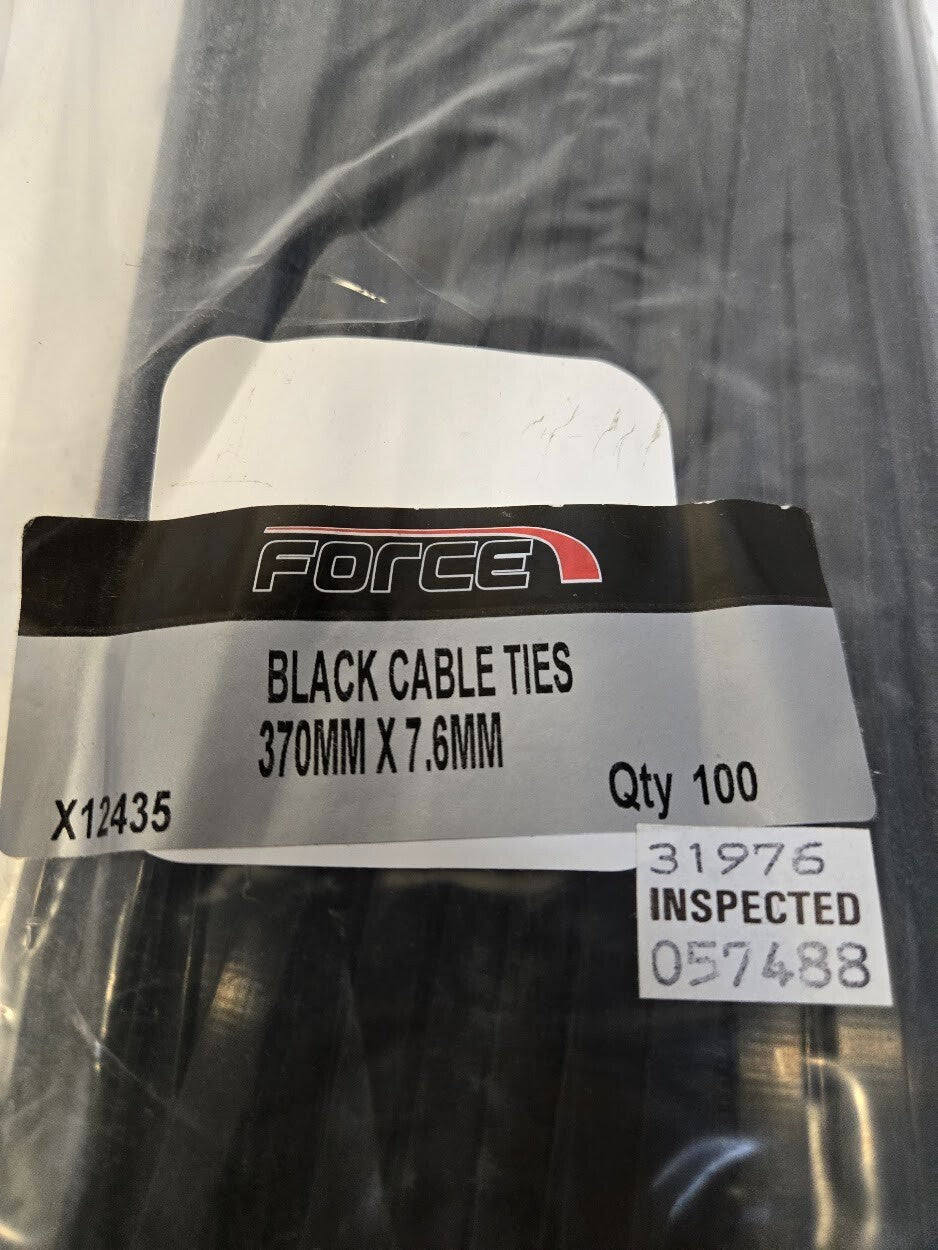 FORCE
BLACK CABLE TIES
370MM X 7.6MM
X12435
Qty 100
31976
INSPECTED
057488